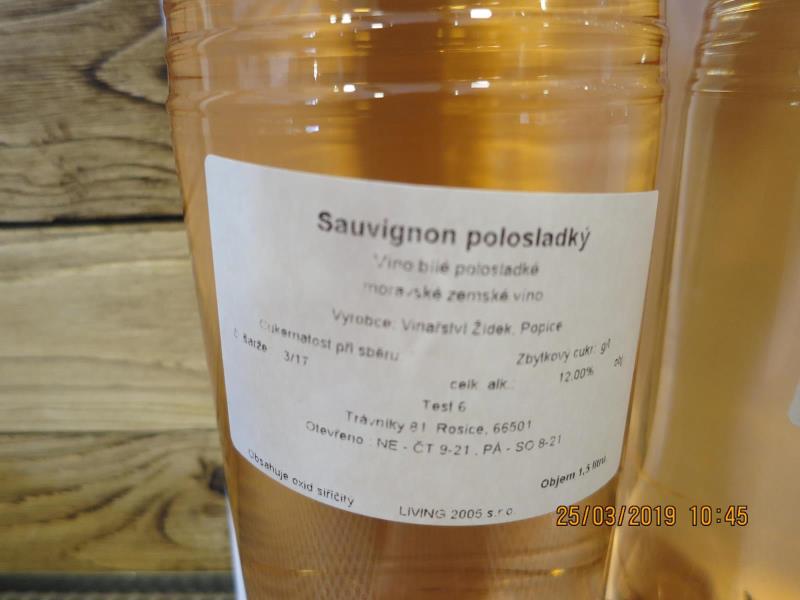 Sauvignon polosladký
Víno bílé polosladké
moravské zemské víno
Vyrobce: Vinařství Žídek, Popice
Cukernatost při sběru
Zbytkový cukr: g/l
č. šarže 3/17
celk. alk.: 12.00% obj
Test 6
Trávníky 81 Rosice, 66501
Otevřeno : NE - ČT 9-21 , PÁ - SO 8-21
Obsahuje oxid siřičitý
Objem 1,5 litru
LIVING 2005 s.r.o.
25/03/2019 10:45